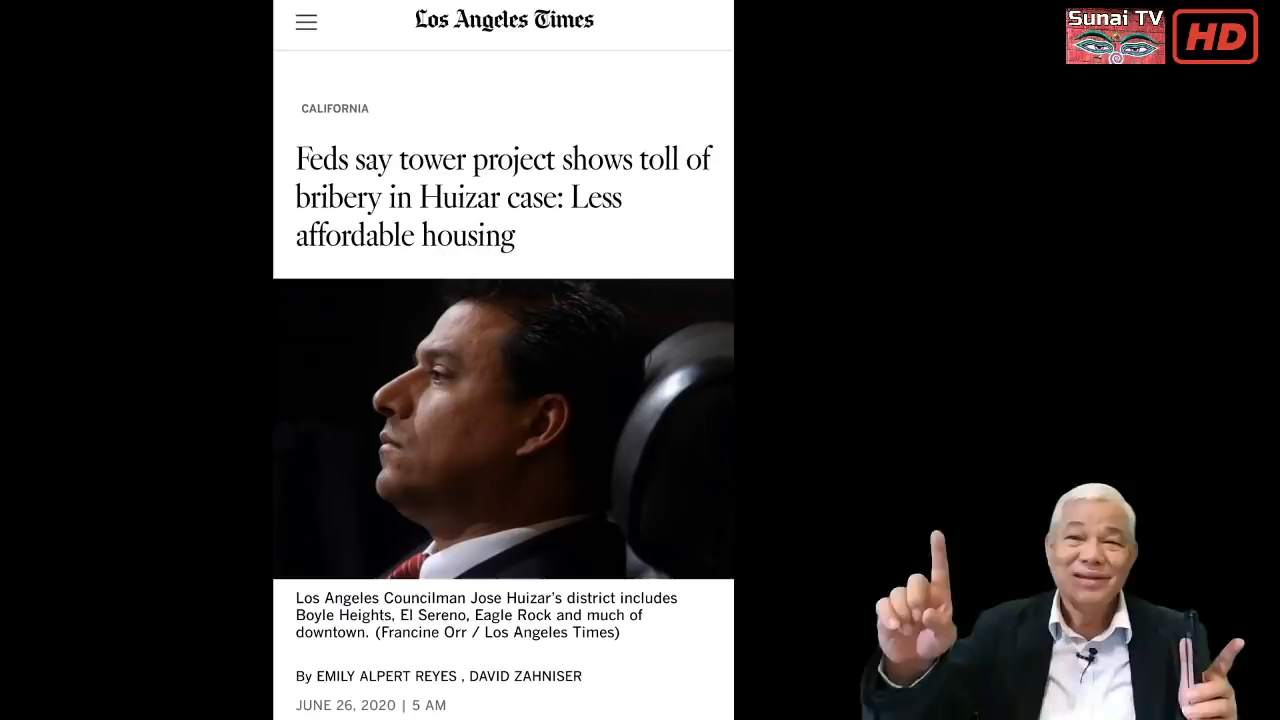 Los Angeles Times
Sunai TV
HD
CALIFORNIA
Feds say tower project shows toll of
bribery in Huizar case: Less
affordable housing
Los Angeles Councilman Jose Huizar's district includes
Boyle Heights, El Sereno, Eagle Rock and much of
downtown. (Francine Orr / Los Angeles Times)
By EMILY ALPERT REYES , DAVID ZAHNISER
JUNE 26, 2020 | 5 AM